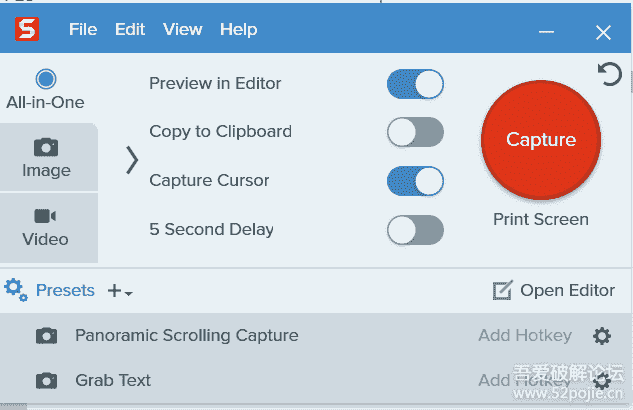 S File Edit View Help
All-in-One
Image
Video
Preview in Editor
Copy to Clipboard
Capture Cursor
5 Second Delay
Capture
Print Screen
Presets
Open Editor
Panoramic Scrolling Capture Add Hotkey
Grab Text Add Hotkey
吾爱破解论坛
www.52pojie.cn